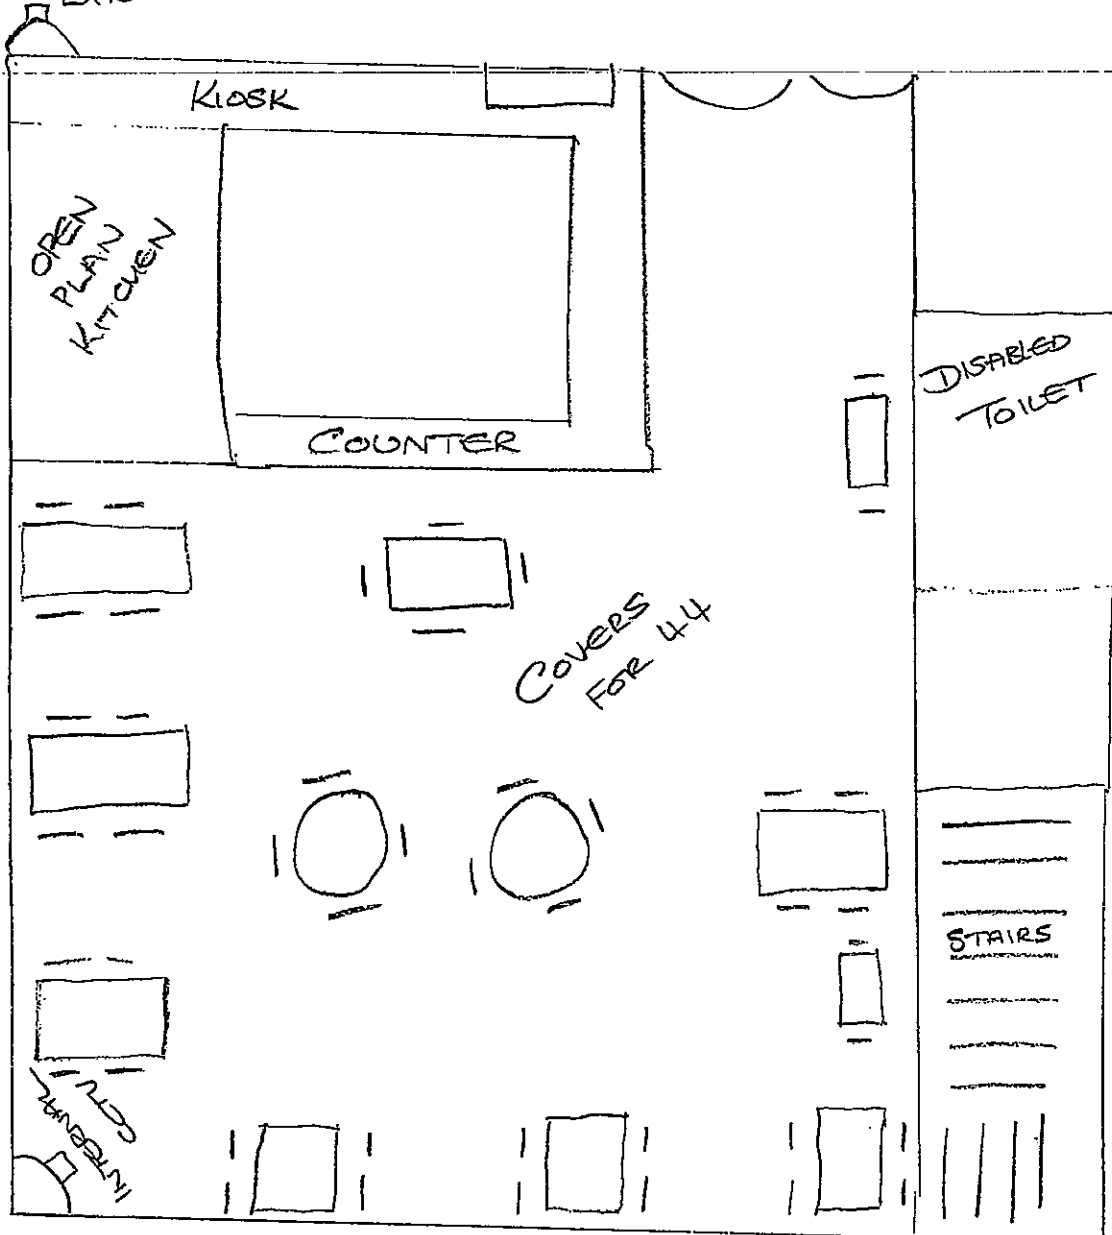 KIOSK
OPEN
PLAN
KITCHEN
COUNTER
DISABLED
TOILET
COVERS
FOR 44
STAIRS
INTERNAL
CCTV